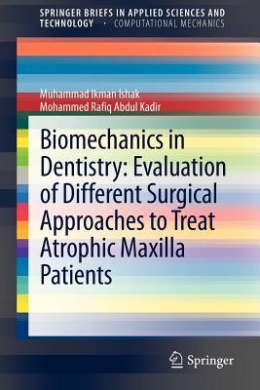 SPRINGER BRIEFS IN APPLIED SCIENCES AND
TECHNOLOGY · COMPUTATIONAL MECHANICS
Muhammad Ikman Ishak
Mohammed Rafiq Abdul Kadir
Biomechanics in
Dentistry: Evaluation
of Different Surgical
Approaches to Treat
Atrophic Maxilla
Patients
Springer